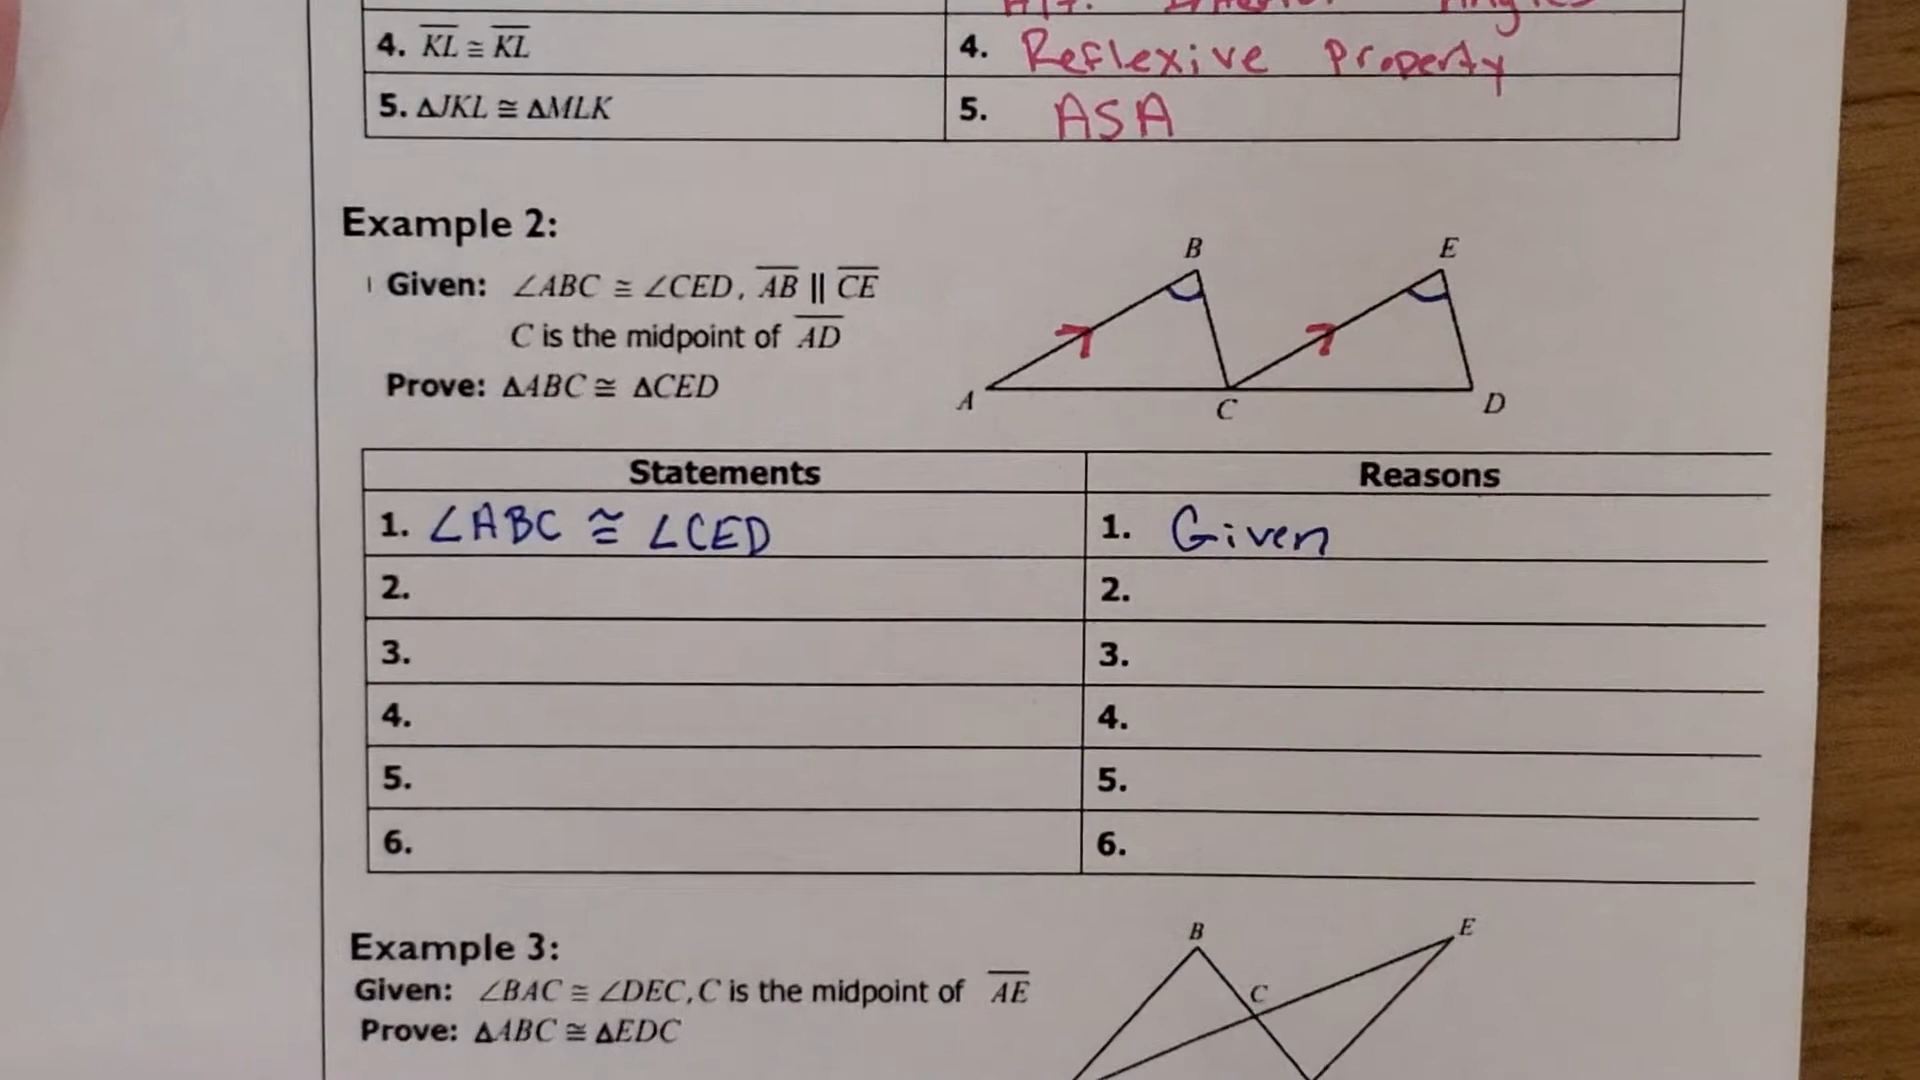 Angles
4. KL ≅ KL
4. Reflexive Property
5. ΔJKL ≅ ΔMLK
5. ASA
Example 2:
Given: ∠ABC ≅ ∠CED, AB || CE
C is the midpoint of AD
Prove: ΔABC ≅ ΔCED
B
E
A
C
D
Statements
Reasons
1. ∠ABC ≅ ∠CED
1. Given
2.
2.
3.
3.
4.
4.
5.
5.
6.
6.
Example 3:
Given: ∠BAC ≅ ∠DEC, C is the midpoint of AE
Prove: ΔABC ≅ ΔEDC
B
E
C